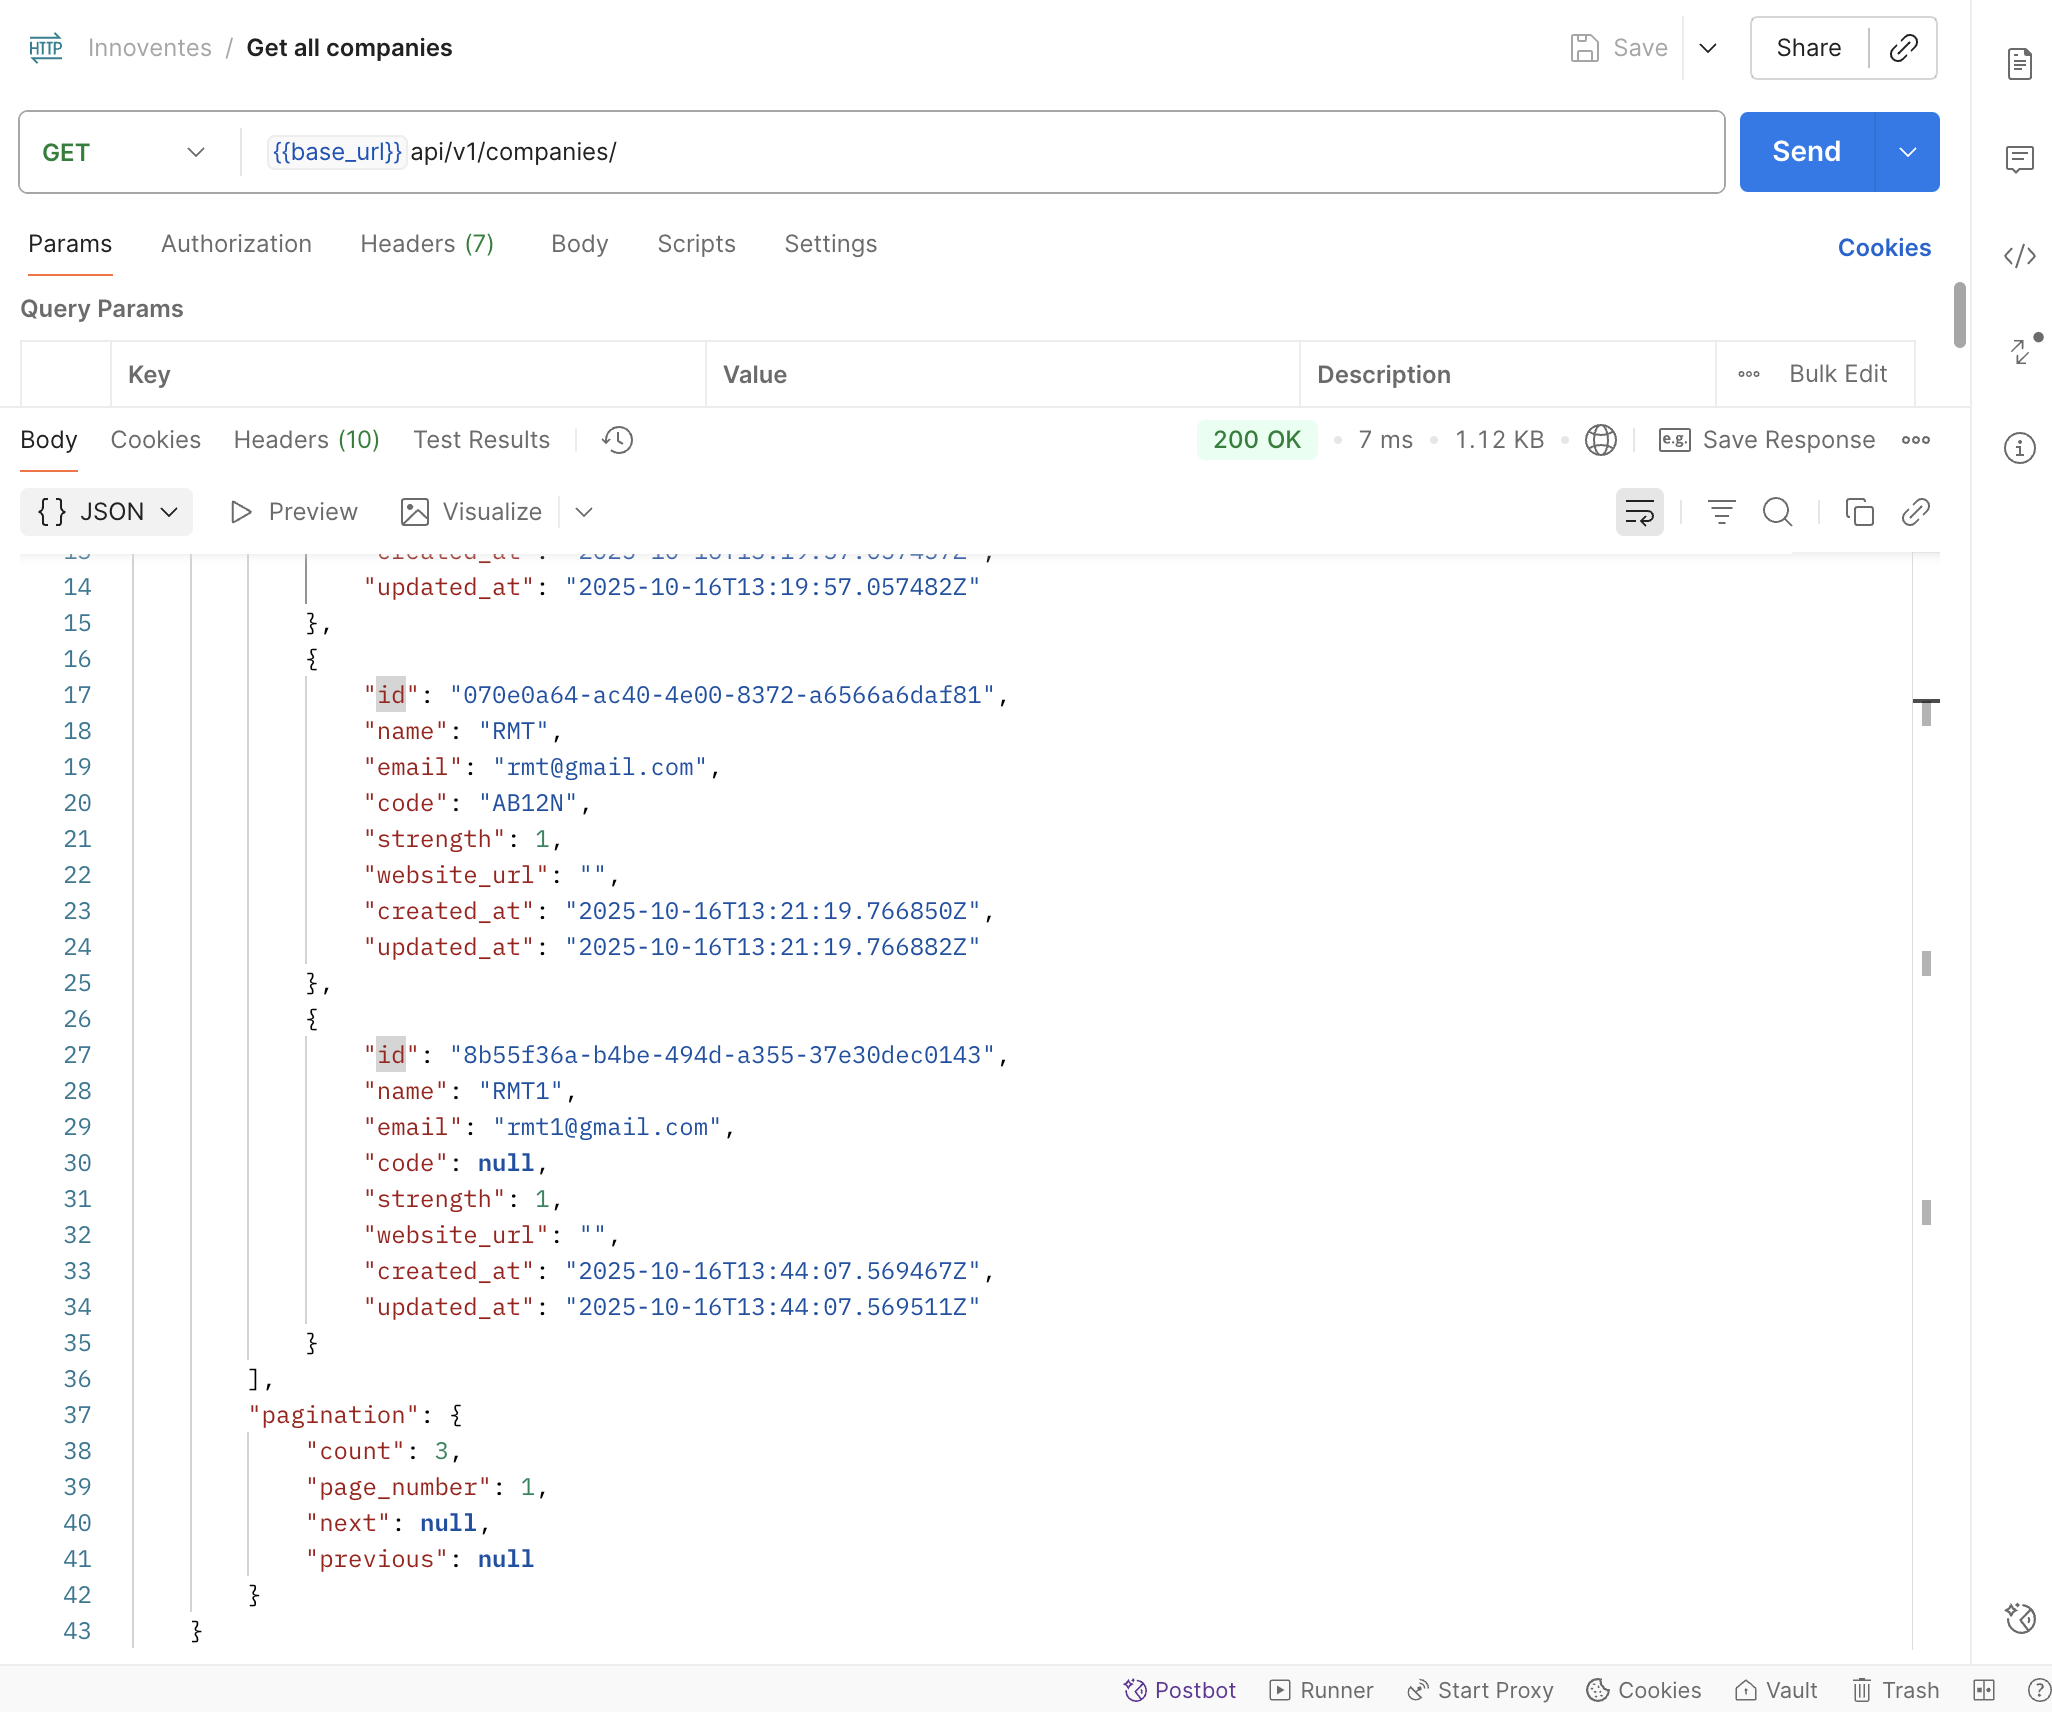 HTTP Innoventes / Get all companies Save Share
GET {{base_url}} api/v1/companies/ Send
Params Authorization Headers (7) Body Scripts Settings Cookies
Query Params
Key Value Description Bulk Edit
Body Cookies Headers (10) Test Results 200 OK 7 ms 1.12 KB e.g. Save Response
{} JSON Preview Visualize
14 "updated_at": "2025-10-16T13:19:57.057482Z"
15 },
16 {
17 "id": "070e0a64-ac40-4e00-8372-a6566a6daf81",
18 "name": "RMT",
19 "email": "rmt@gmail.com",
20 "code": "AB12N",
21 "strength": 1,
22 "website_url": "",
23 "created_at": "2025-10-16T13:21:19.766850Z",
24 "updated_at": "2025-10-16T13:21:19.766882Z"
25 },
26 {
27 "id": "8b55f36a-b4be-494d-a355-37e30dec0143",
28 "name": "RMT1",
29 "email": "rmt1@gmail.com",
30 "code": null,
31 "strength": 1,
32 "website_url": "",
33 "created_at": "2025-10-16T13:44:07.569467Z",
34 "updated_at": "2025-10-16T13:44:07.569511Z"
35 }
36 ],
37 "pagination": {
38 "count": 3,
39 "page_number": 1,
40 "next": null,
41 "previous": null
42 }
43 }
Postbot Runner Start Proxy Cookies Vault Trash